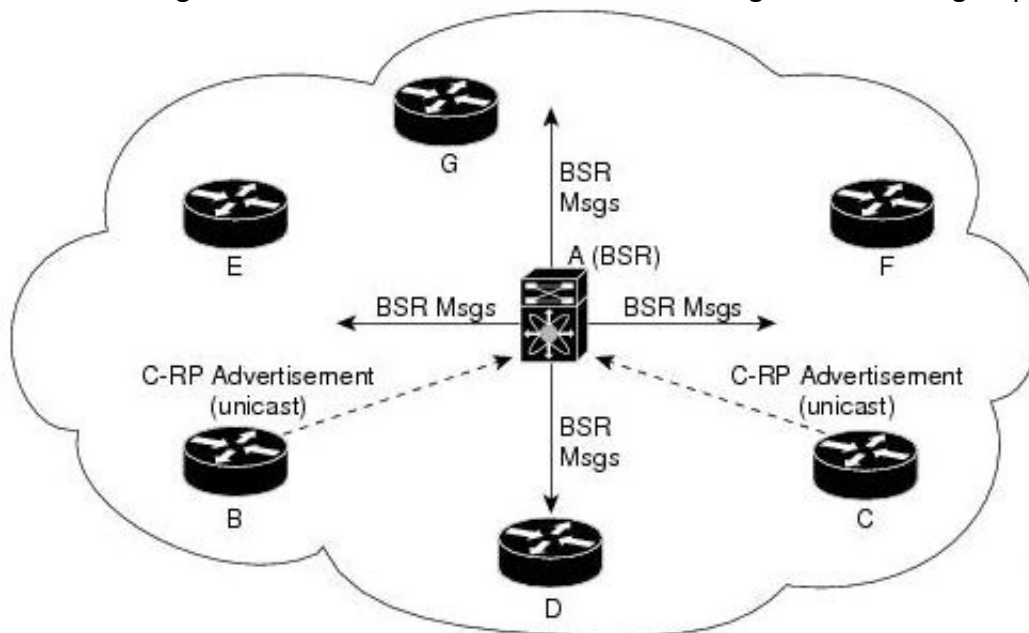 G
BSR
Msgs
E
F
A (BSR)
BSR Msgs
BSR Msgs
C-RP Advertisement
(unicast)
C-RP Advertisement
(unicast)
BSR
Msgs
B
C
D